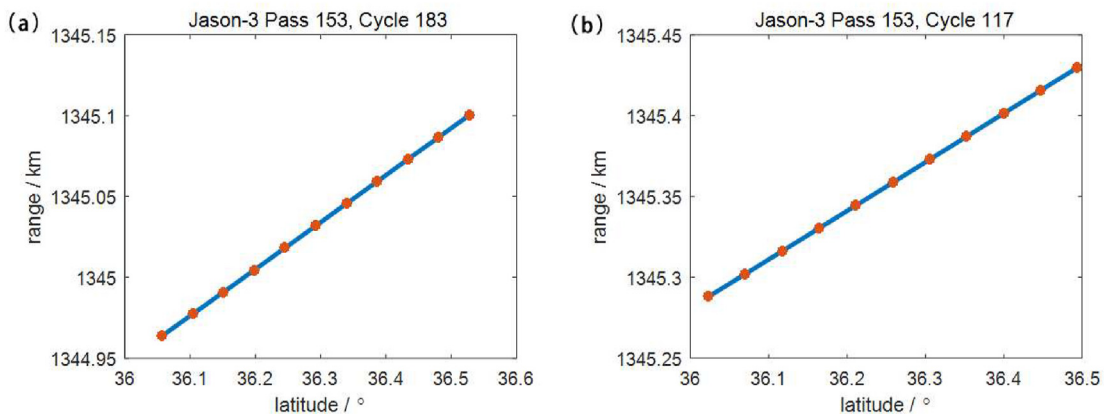 (a)
Jason-3 Pass 153, Cycle 183
1345.15
1345.1
1345.05
1345
1344.95
range / km
36
36.1
36.2
36.3
36.4
36.5
36.6
latitude / °
(b)
Jason-3 Pass 153, Cycle 117
1345.45
1345.4
1345.35
1345.3
1345.25
range / km
36
36.1
36.2
36.3
36.4
36.5
latitude / °